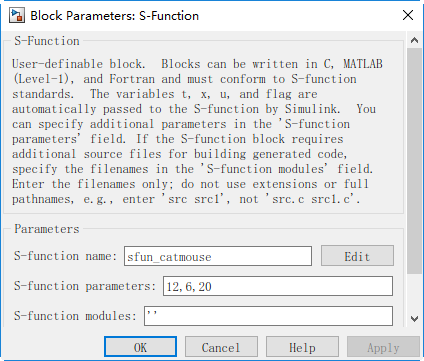 Block Parameters: S-Function
S-Function
User-definable block.  Blocks can be written in C, MATLAB
(Level-1), and Fortran and must conform to S-function
standards.  The variables t, x, u, and flag are
automatically passed to the S-function by Simulink.  You
can specify additional parameters in the 'S-function
parameters' field. If the S-function block requires
additional source files for building generated code,
specify the filenames in the 'S-function modules' field.
Enter the filenames only; do not use extensions or full
pathnames, e.g., enter 'src src1', not 'src.c src1.c'.
Parameters
S-function name: sfun_catmouse Edit
S-function parameters: 12,6,20
S-function modules: ''
OK Cancel Help Apply